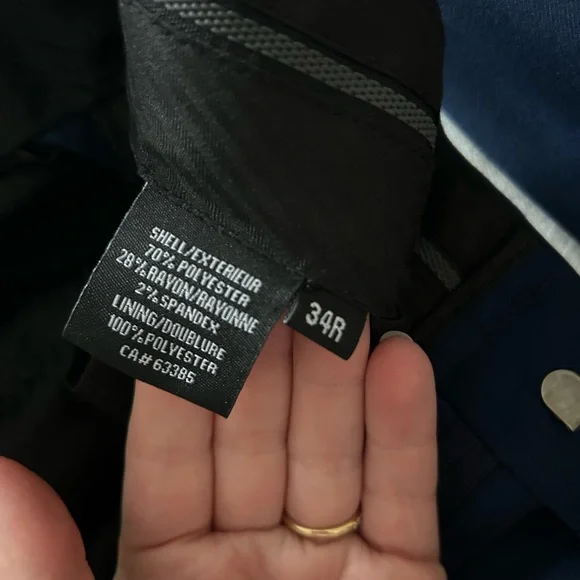 SHELL/EXTERIEUR
70% POLYESTER
28% RAYON/RAYONNE
2% SPANDEX
LINING/DOUBLURE
100% POLYESTER
CA# 63385
34R